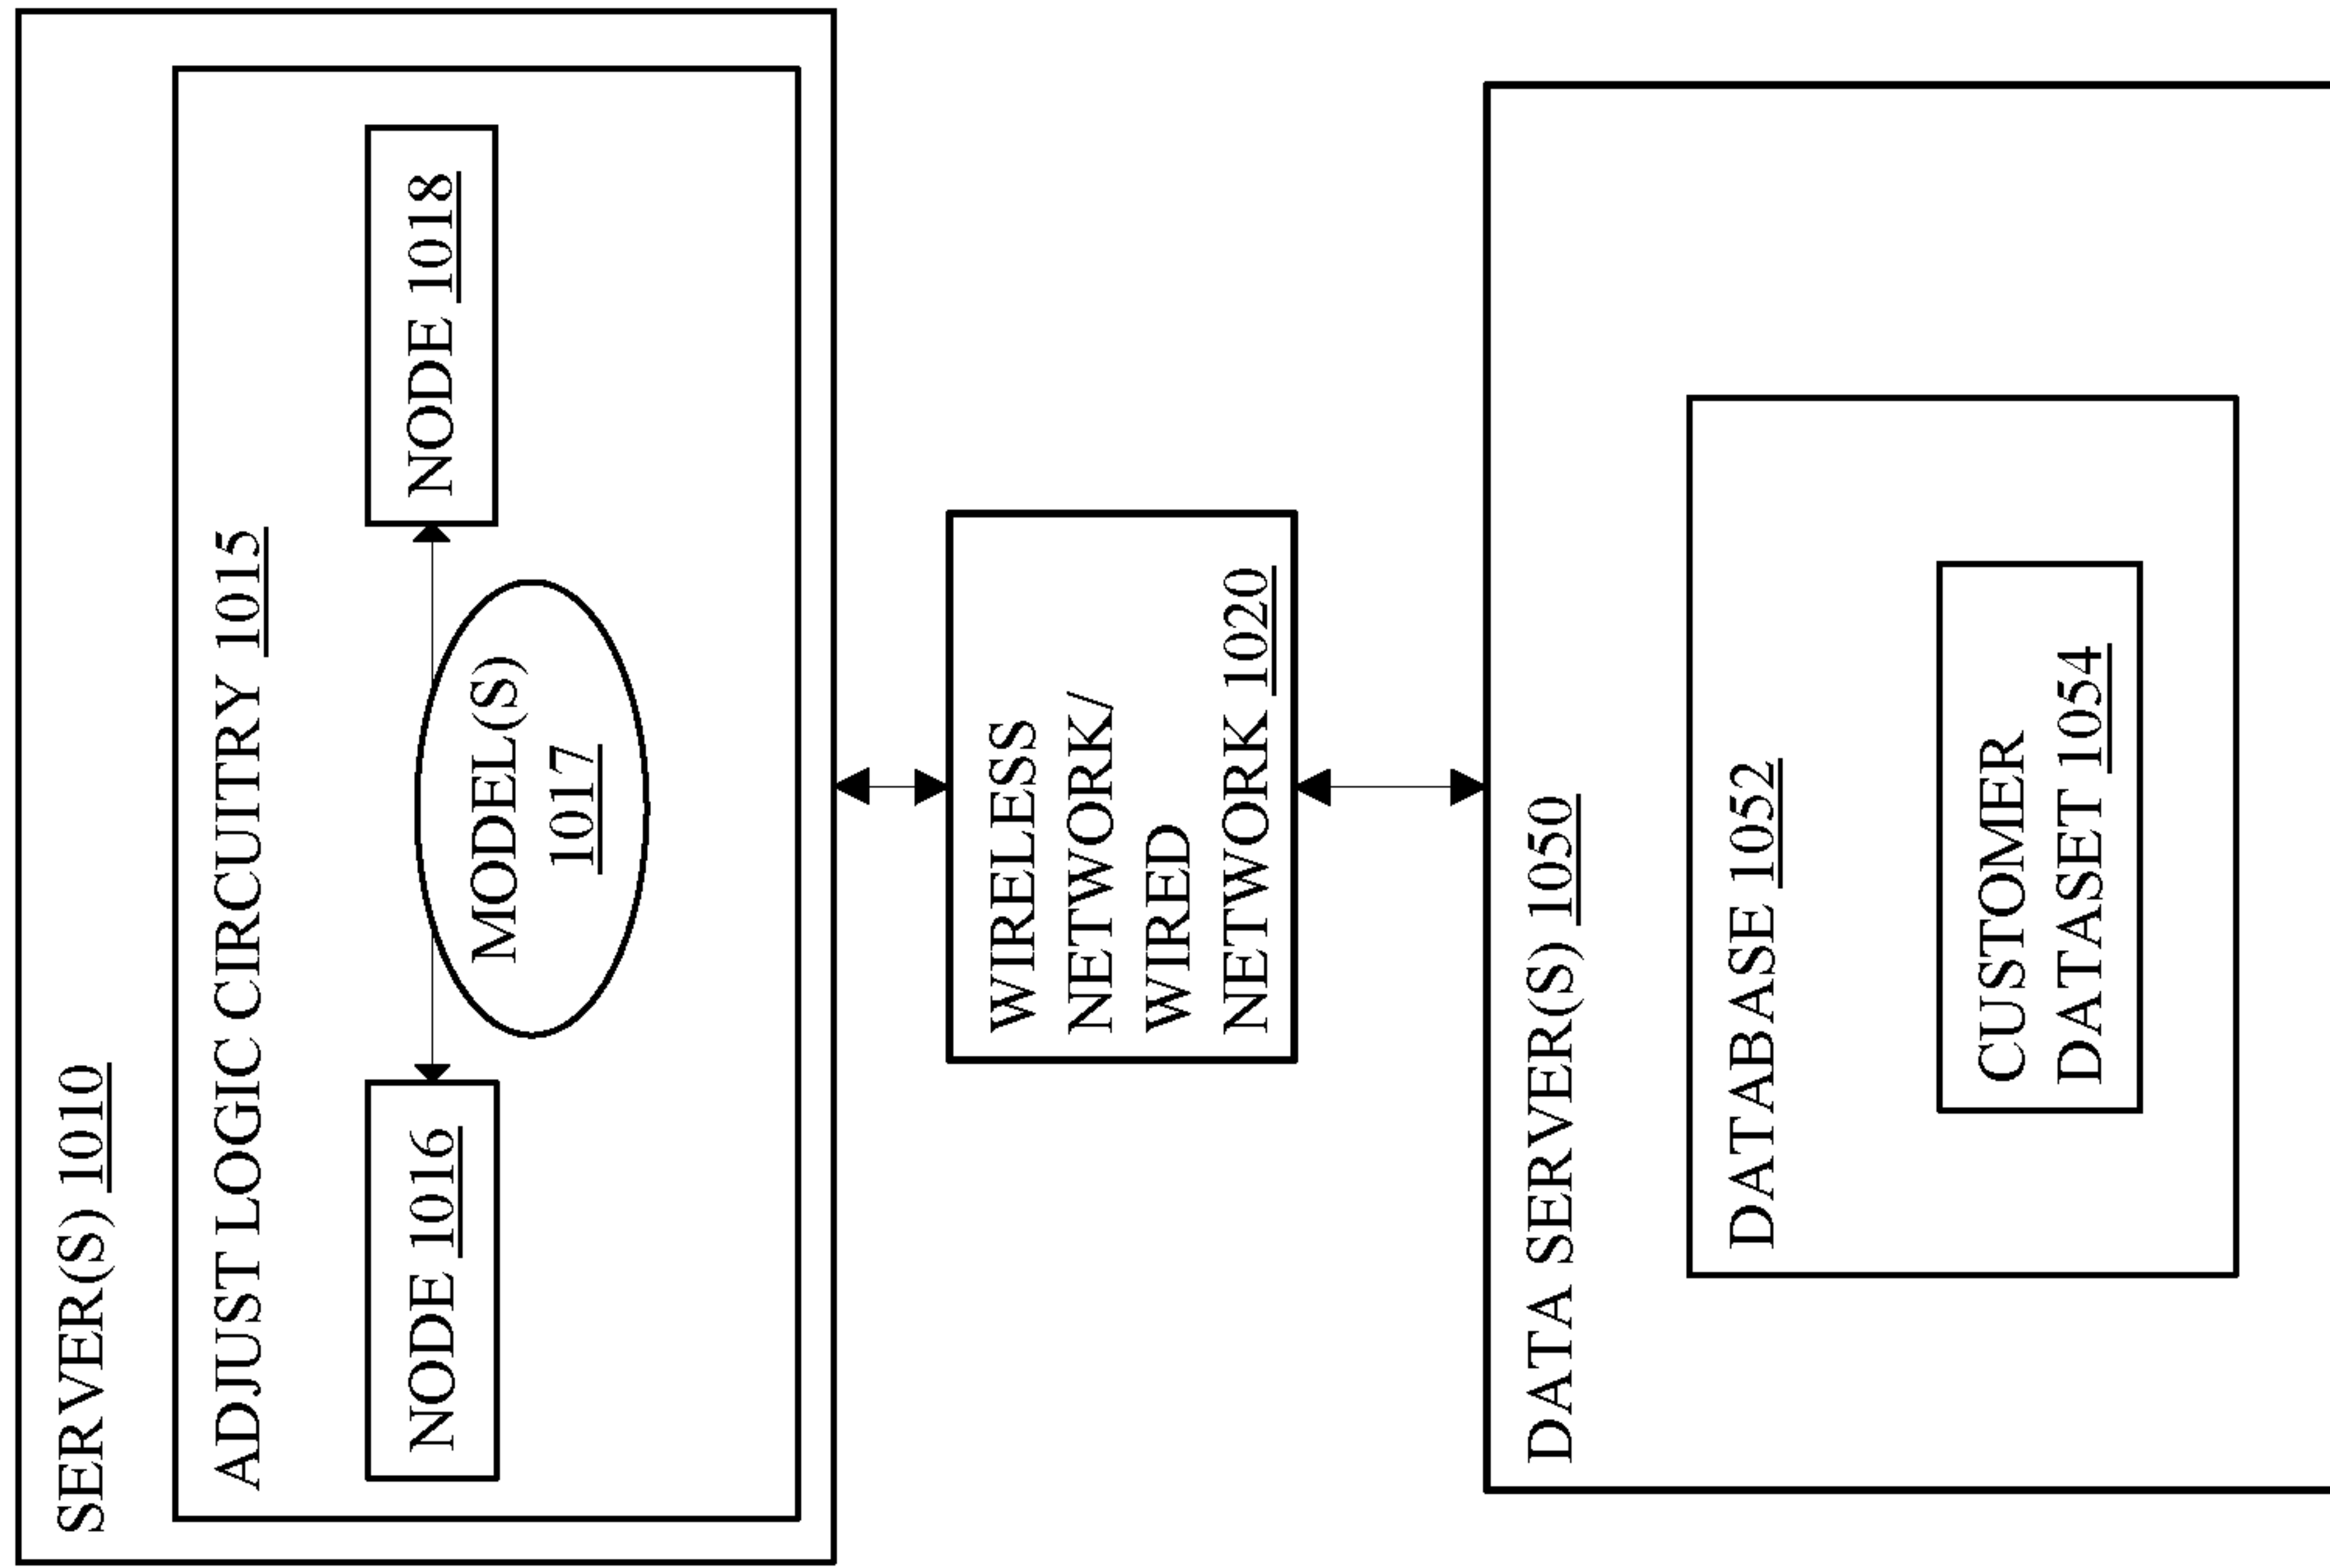 SERVER(S) 1010
ADJUST LOGIC CIRCUITRY 1015
NODE 1016
MODEL(S)
1017
NODE 1018
WIRELESS
NETWORK/
WIRED
NETWORK 1020
DATA SERVER(S) 1050
DATABASE 1052
CUSTOMER
DATASET 1054